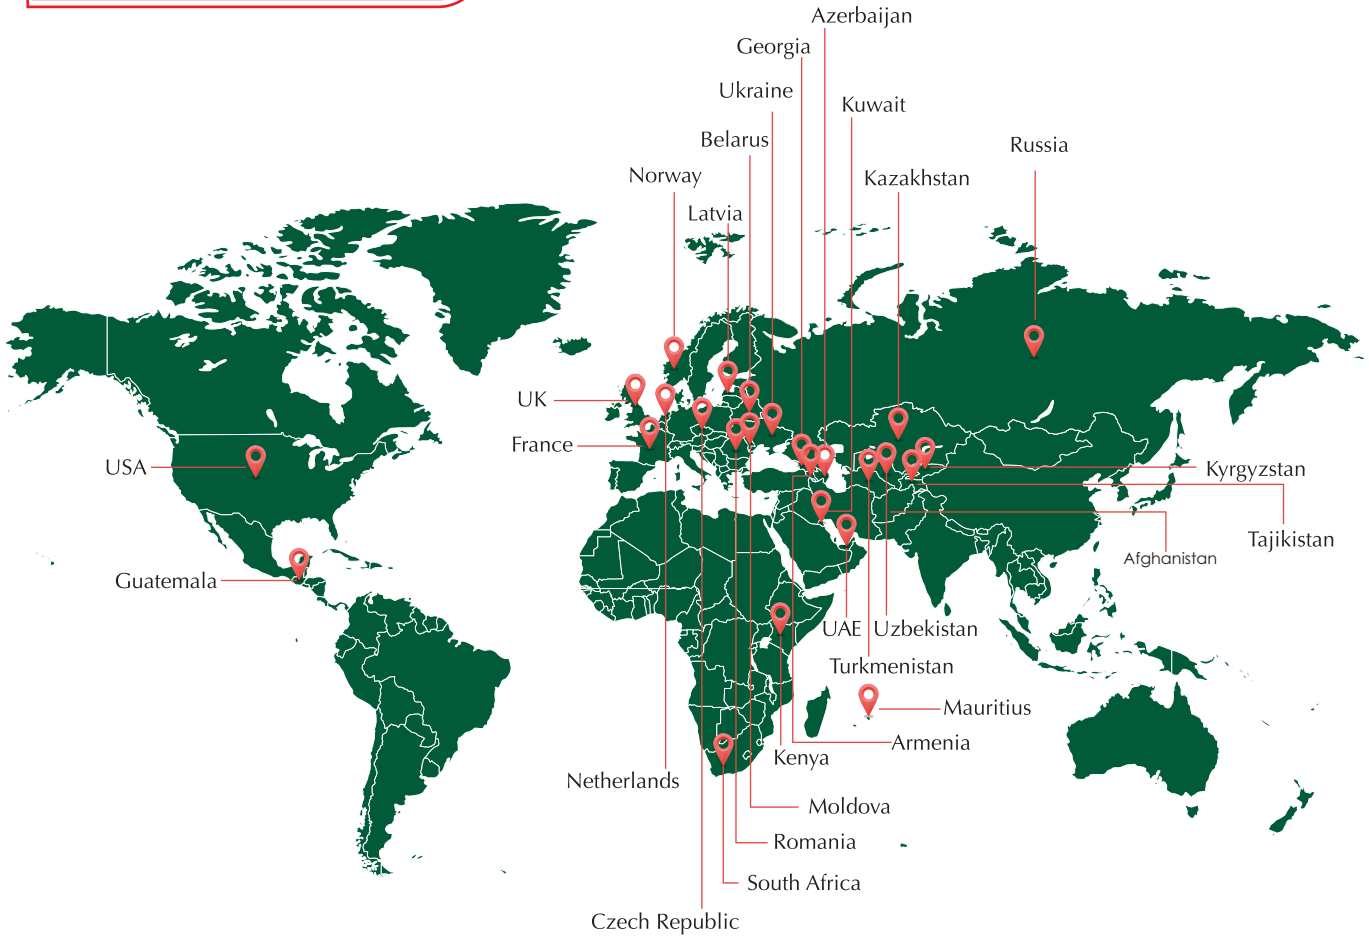 Azerbaijan
Georgia
Ukraine
Kuwait
Belarus
Russia
Norway
Kazakhstan
Latvia
UK
France
USA
Kyrgyzstan
Tajikistan
Afghanistan
Guatemala
UAE
Uzbekistan
Turkmenistan
Mauritius
Armenia
Kenya
Netherlands
Moldova
Romania
South Africa
Czech Republic